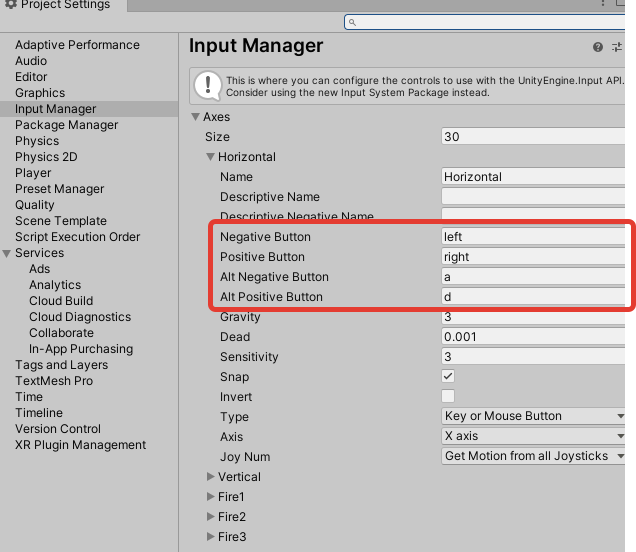 Project Settings
Adaptive Performance
Audio
Editor
Graphics
Input Manager
Package Manager
Physics
Physics 2D
Player
Preset Manager
Quality
Scene Template
Script Execution Order
Services
Ads
Analytics
Cloud Build
Cloud Diagnostics
Collaborate
In-App Purchasing
Tags and Layers
TextMesh Pro
Time
Timeline
Version Control
XR Plugin Management
Input Manager
This is where you can configure the controls to use with the UnityEngine.Input API.
Consider using the new Input System Package instead.
Axes
Size 30
Horizontal
Name Horizontal
Descriptive Name
Descriptive Negative Name
Negative Button left
Positive Button right
Alt Negative Button a
Alt Positive Button d
Gravity 3
Dead 0.001
Sensitivity 3
Snap
Invert
Type Key or Mouse Button
Axis X axis
Joy Num Get Motion from all Joysticks
Vertical
Fire1
Fire2
Fire3